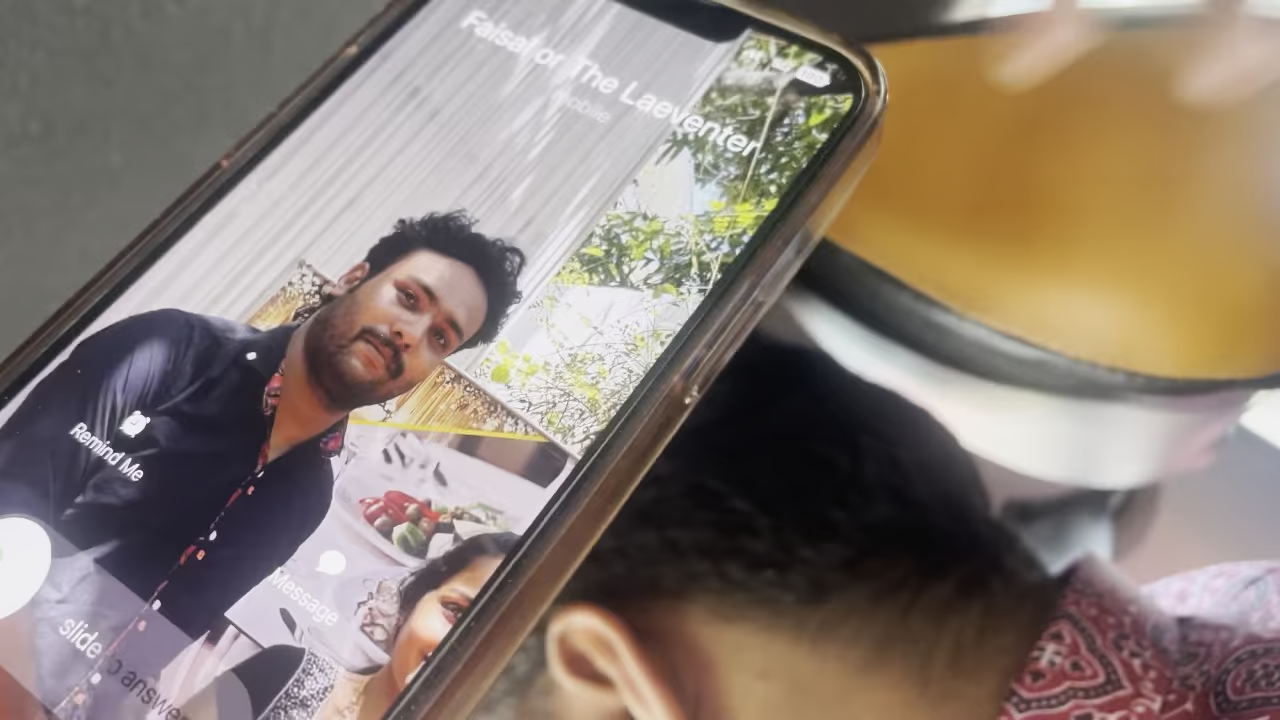 Faisal or The Laeventer
mobile
Remind Me
Message
slide to answer